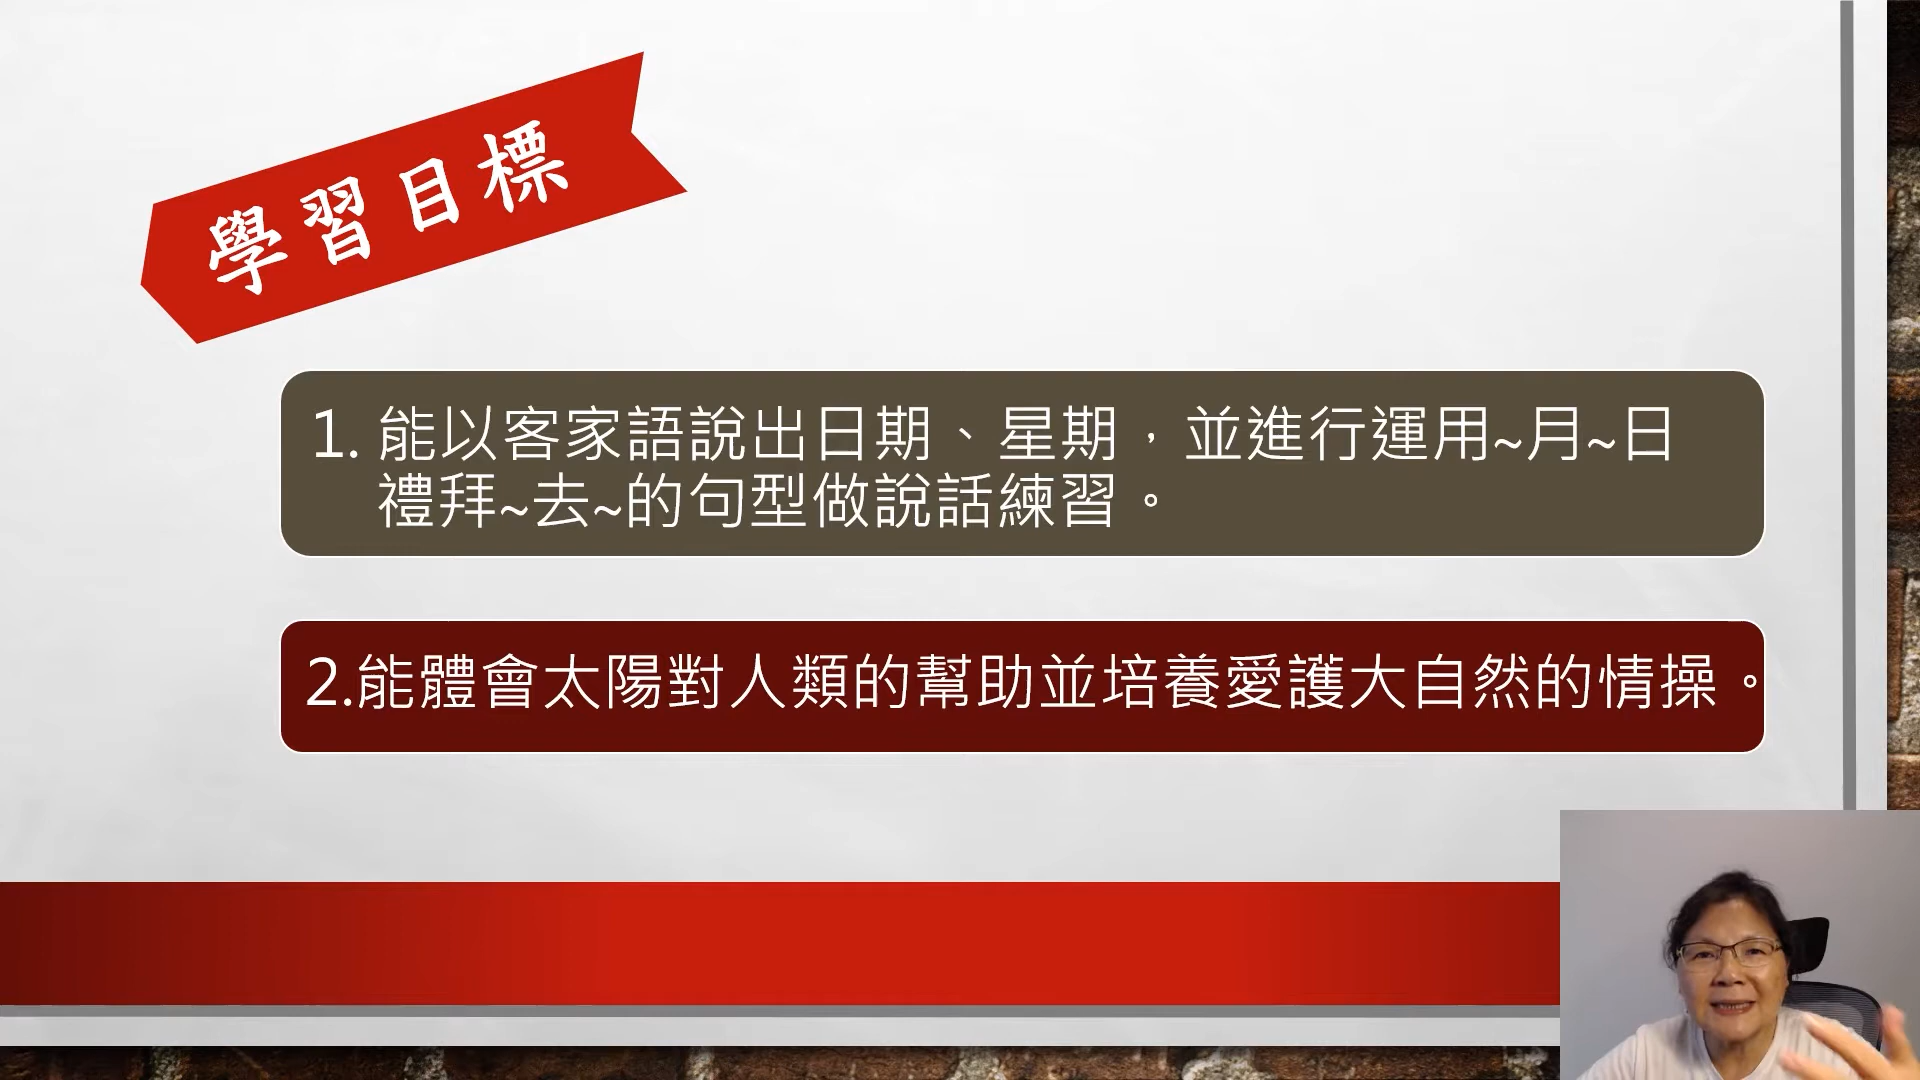 學習目標
1. 能以客家語說出日期、星期，並進行運用~月~日
禮拜~去~的句型做說話練習。
2.能體會太陽對人類的幫助並培養愛護大自然的情操。